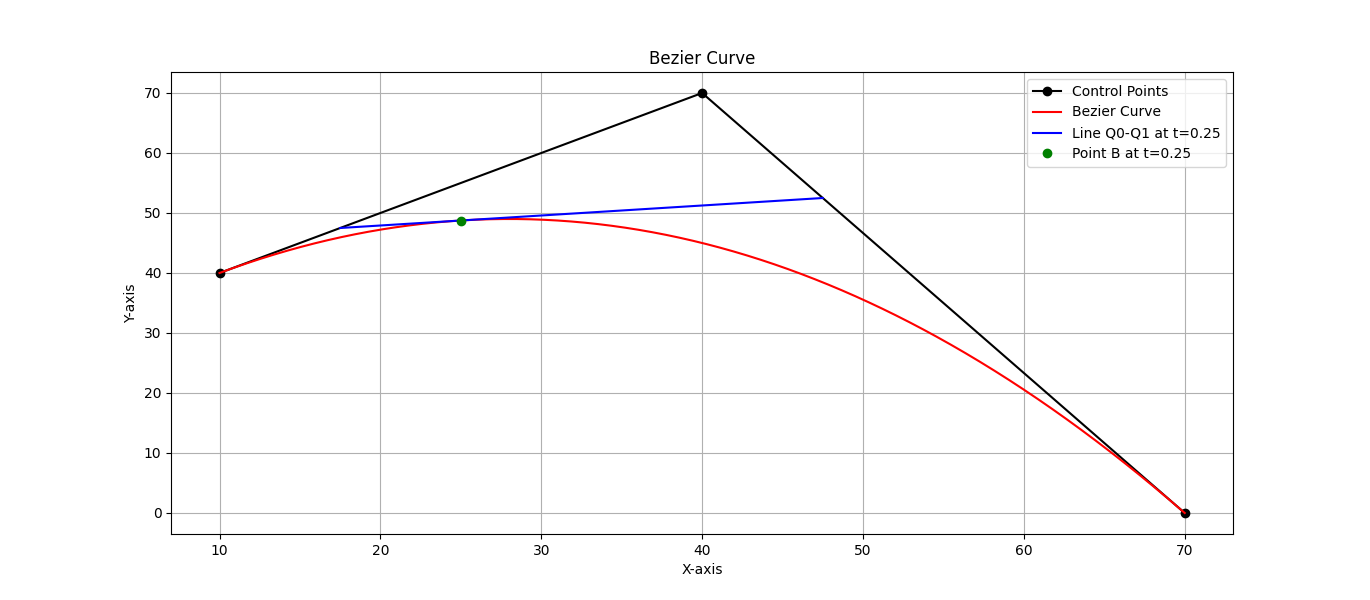 Bezier Curve
Control Points
Bezier Curve
Line Q0-Q1 at t=0.25
Point B at t=0.25
Y-axis
70
60
50
40
30
20
10
0
10 20 30 40 50 60 70
X-axis